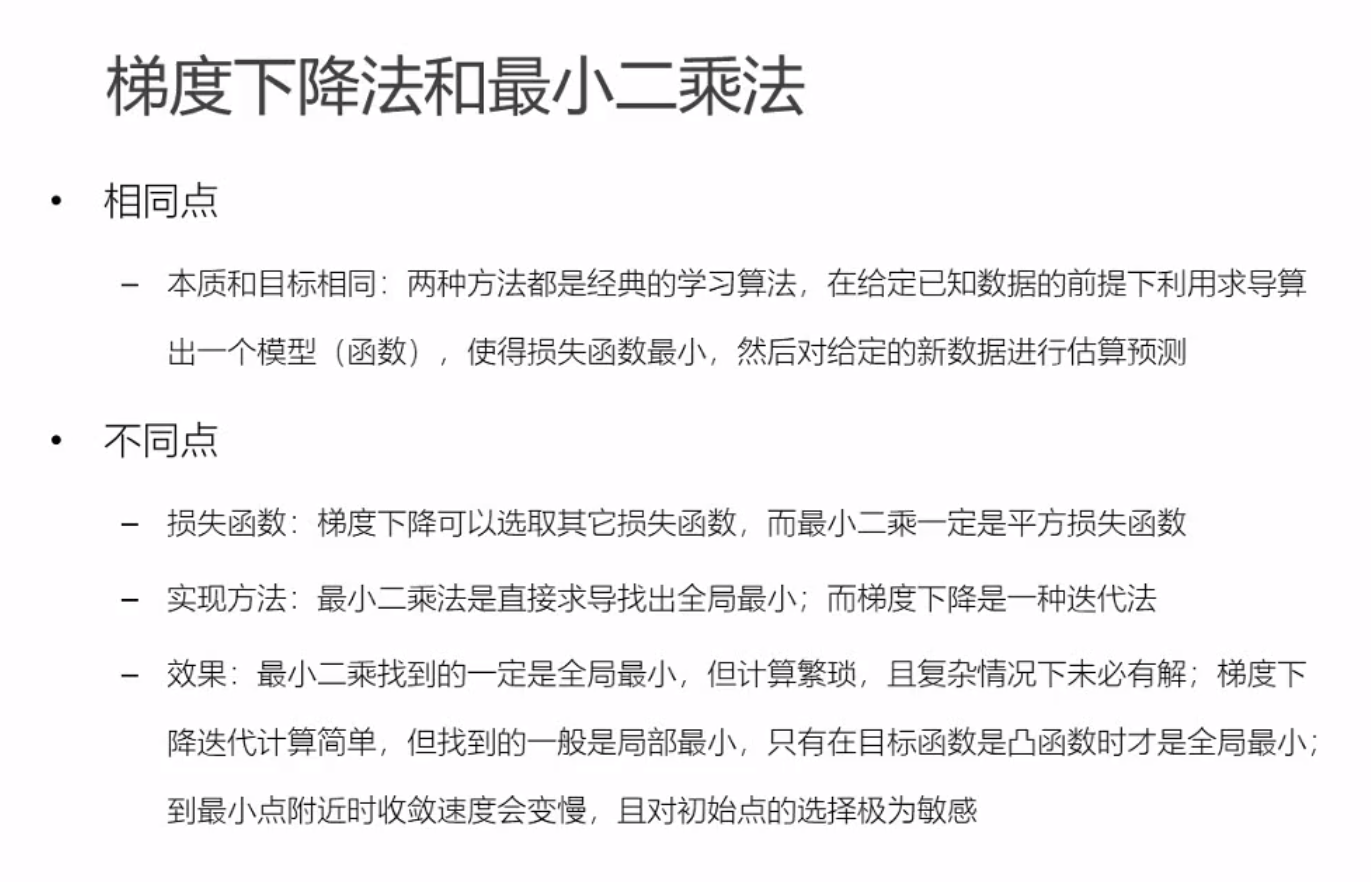 梯度下降法和最小二乘法
• 相同点
– 本质和目标相同：两种方法都是经典的学习算法，在给定已知数据的前提下利用求导算
出一个模型（函数），使得损失函数最小，然后对给定的新数据进行估算预测
• 不同点
– 损失函数：梯度下降可以选取其它损失函数，而最小二乘一定是平方损失函数
– 实现方法：最小二乘法是直接求导找出全局最小；而梯度下降是一种迭代法
– 效果：最小二乘找到的一定是全局最小，但计算繁琐，且复杂情况下未必有解；梯度下
降迭代计算简单，但找到的一般是局部最小，只有在目标函数是凸函数时才是全局最小；
到最小点附近时收敛速度会变慢，且对初始点的选择极为敏感